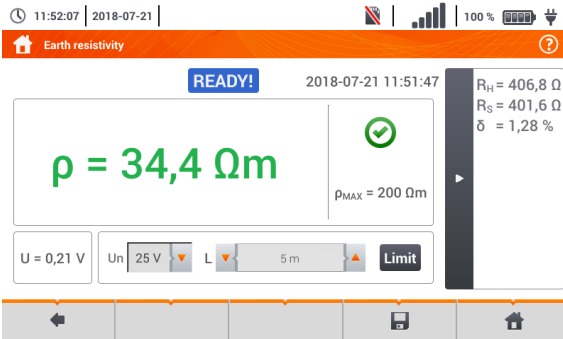 11:52:07 2018-07-21 100 %
Earth resistivity ?
READY! 2018-07-21 11:51:47
ρ = 34,4 Ωm
ρMAX = 200 Ωm
RH = 406,8 Ω
RS = 401,6 Ω
δ = 1,28 %
U = 0,21 V Un 25 V L 5 m Limit